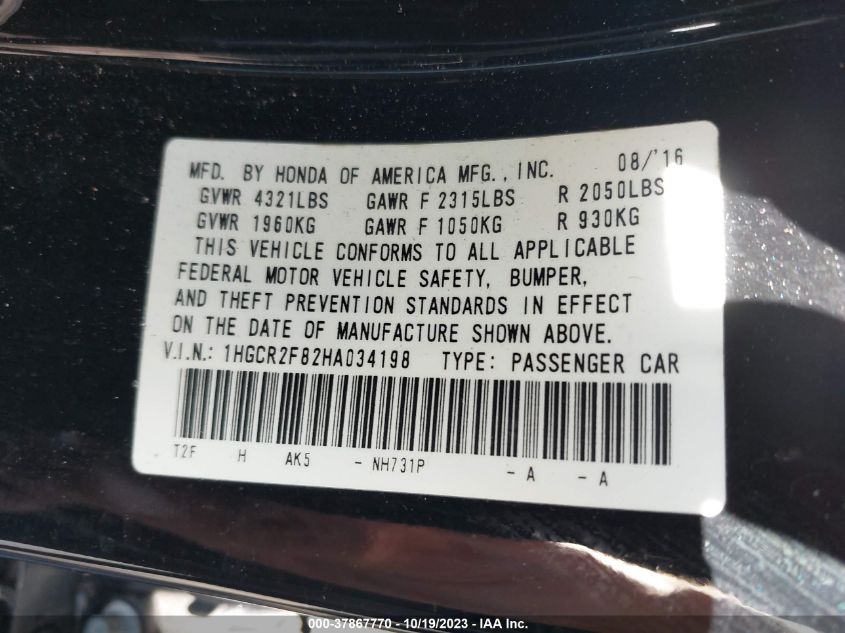 MFD. BY HONDA OF AMERICA MFG., INC. 08/'16
GVWR 4321LBS GAWR F 2315LBS R 2050LBS
GVWR 1960KG GAWR F 1050KG R 930KG
THIS VEHICLE CONFORMS TO ALL APPLICABLE
FEDERAL MOTOR VEHICLE SAFETY, BUMPER,
AND THEFT PREVENTION STANDARDS IN EFFECT
ON THE DATE OF MANUFACTURE SHOWN ABOVE.
V.I.N.: 1HGCR2F82HA034198 TYPE: PASSENGER CAR
T2F H AK5 - NH731P - A - A
000-37867770 - 10/19/2023 - IAA Inc.